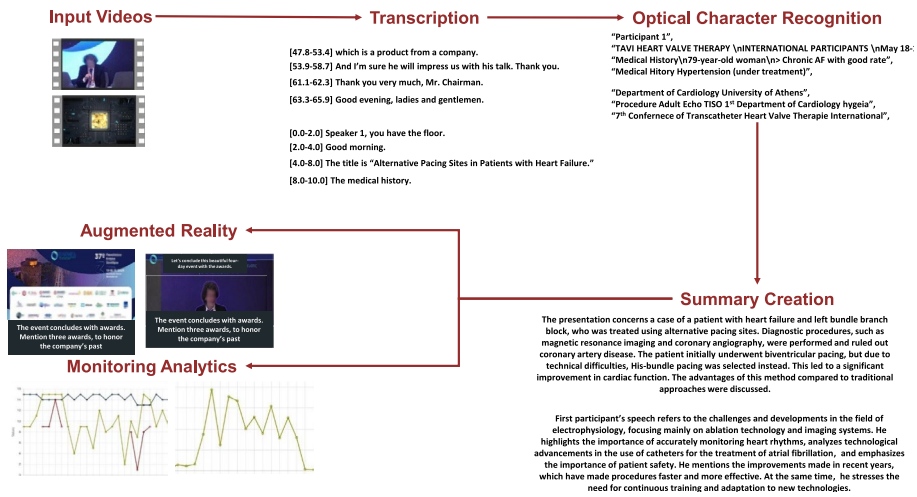 Input Videos
Transcription
Optical Character Recognition
[47.8-53.4] which is a product from a company.
[53.9-58.7] And I'm sure he will impress us with his talk. Thank you.
[61.1-62.3] Thank you very much, Mr. Chairman.
[63.3-65.9] Good evening, ladies and gentlemen.
[0.0-2.0] Speaker 1, you have the floor.
[2.0-4.0] Good morning.
[4.0-8.0] The title is “Alternative Pacing Sites in Patients with Heart Failure.”
[8.0-10.0] The medical history.
“Participant 1”,
“TAVI HEART VALVE THERAPY \nINTERNATIONAL PARTICIPANTS \nMay 18-
“Medical History\n79-year-old woman\n> Chronic AF with good rate”,
“Medical Hitory Hypertension (under treatment)”,
“Department of Cardiology University of Athens”,
“Procedure Adult Echo TISO 1st Department of Cardiology hygeia”,
“7th Confernece of Transcatheter Heart Valve Therapie International”,
Augmented Reality
37º
The event concludes with awards.
Mention three awards, to honor
the company's past
Let's conclude this beautiful four-
day event with the awards.
The event concludes with awards.
Mention three awards, to honor
the company's past
Monitoring Analytics
Summary Creation
The presentation concerns a case of a patient with heart failure and left bundle branch
block, who was treated using alternative pacing sites. Diagnostic procedures, such as
magnetic resonance imaging and coronary angiography, were performed and ruled out
coronary artery disease. The patient initially underwent biventricular pacing, but due to
technical difficulties, His-bundle pacing was selected instead. This led to a significant
improvement in cardiac function. The advantages of this method compared to traditional
approaches were discussed.
First participant's speech refers to the challenges and developments in the field of
electrophysiology, focusing mainly on ablation technology and imaging systems. He
highlights the importance of accurately monitoring heart rhythms, analyzes technological
advancements in the use of catheters for the treatment of atrial fibrillation, and emphasizes
the importance of patient safety. He mentions the improvements made in recent years,
which have made procedures faster and more effective. At the same time, he stresses the
need for continuous training and adaptation to new technologies.